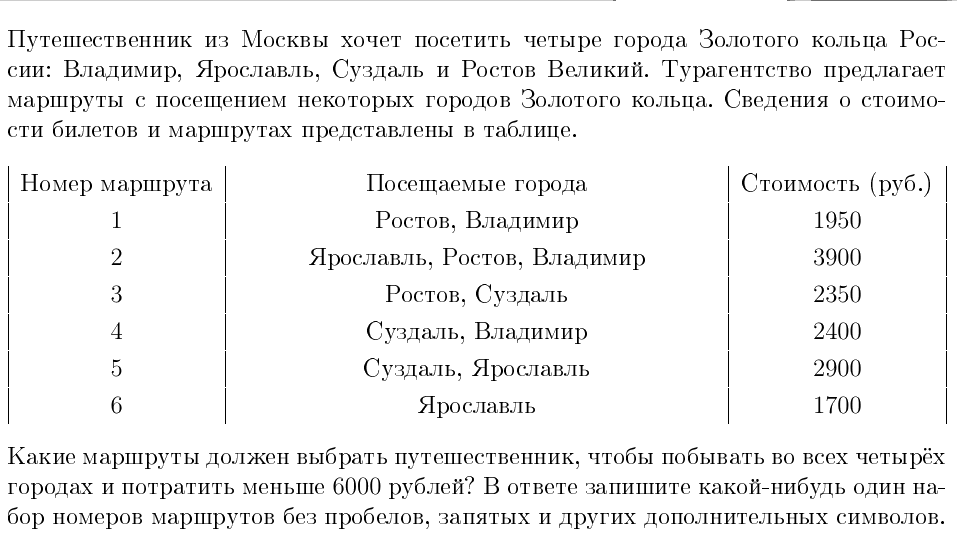 Путешественник из Москвы хочет посетить четыре города Золотого кольца Рос-
сии: Владимир, Ярославль, Суздаль и Ростов Великий. Турагентство предлагает
маршруты с посещением некоторых городов Золотого кольца. Сведения о стоимо-
сти билетов и маршрутах представлены в таблице.
Номер маршрута Посещаемые города Стоимость (руб.)
1 Ростов, Владимир 1950
2 Ярославль, Ростов, Владимир 3900
3 Ростов, Суздаль 2350
4 Суздаль, Владимир 2400
5 Суздаль, Ярославль 2900
6 Ярославль 1700
Какие маршруты должен выбрать путешественник, чтобы побывать во всех четырёх
городах и потратить меньше 6000 рублей? В ответе запишите какой-нибудь один на-
бор номеров маршрутов без пробелов, запятых и других дополнительных символов.